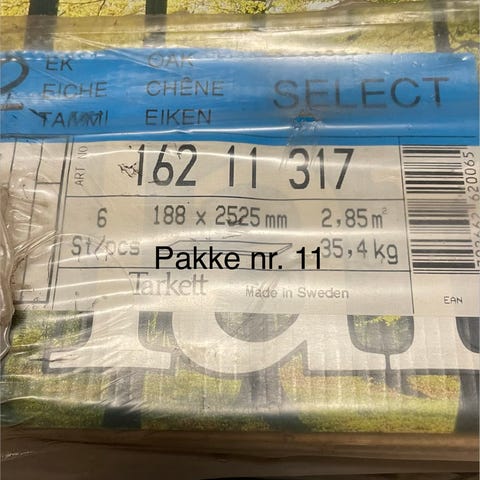 2 EK OAK
EICHE CHÊNE SELECT
TAMMI EIKEN
ART NO 162 11 317
6 188 x 2525 mm 2,85 m²
St/pcs 35,4 kg
Pakke nr. 11
Tarkett Made in Sweden
EAN